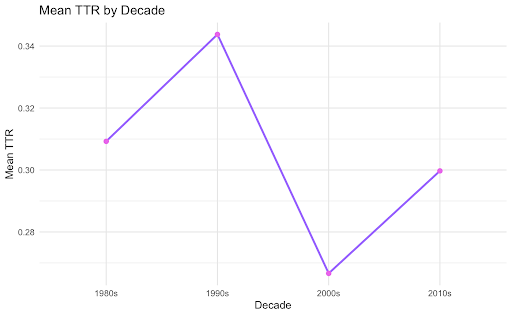 Mean TTR by Decade
0.34
0.32
0.30
0.28
Mean TTR
1980s 1990s 2000s 2010s
Decade